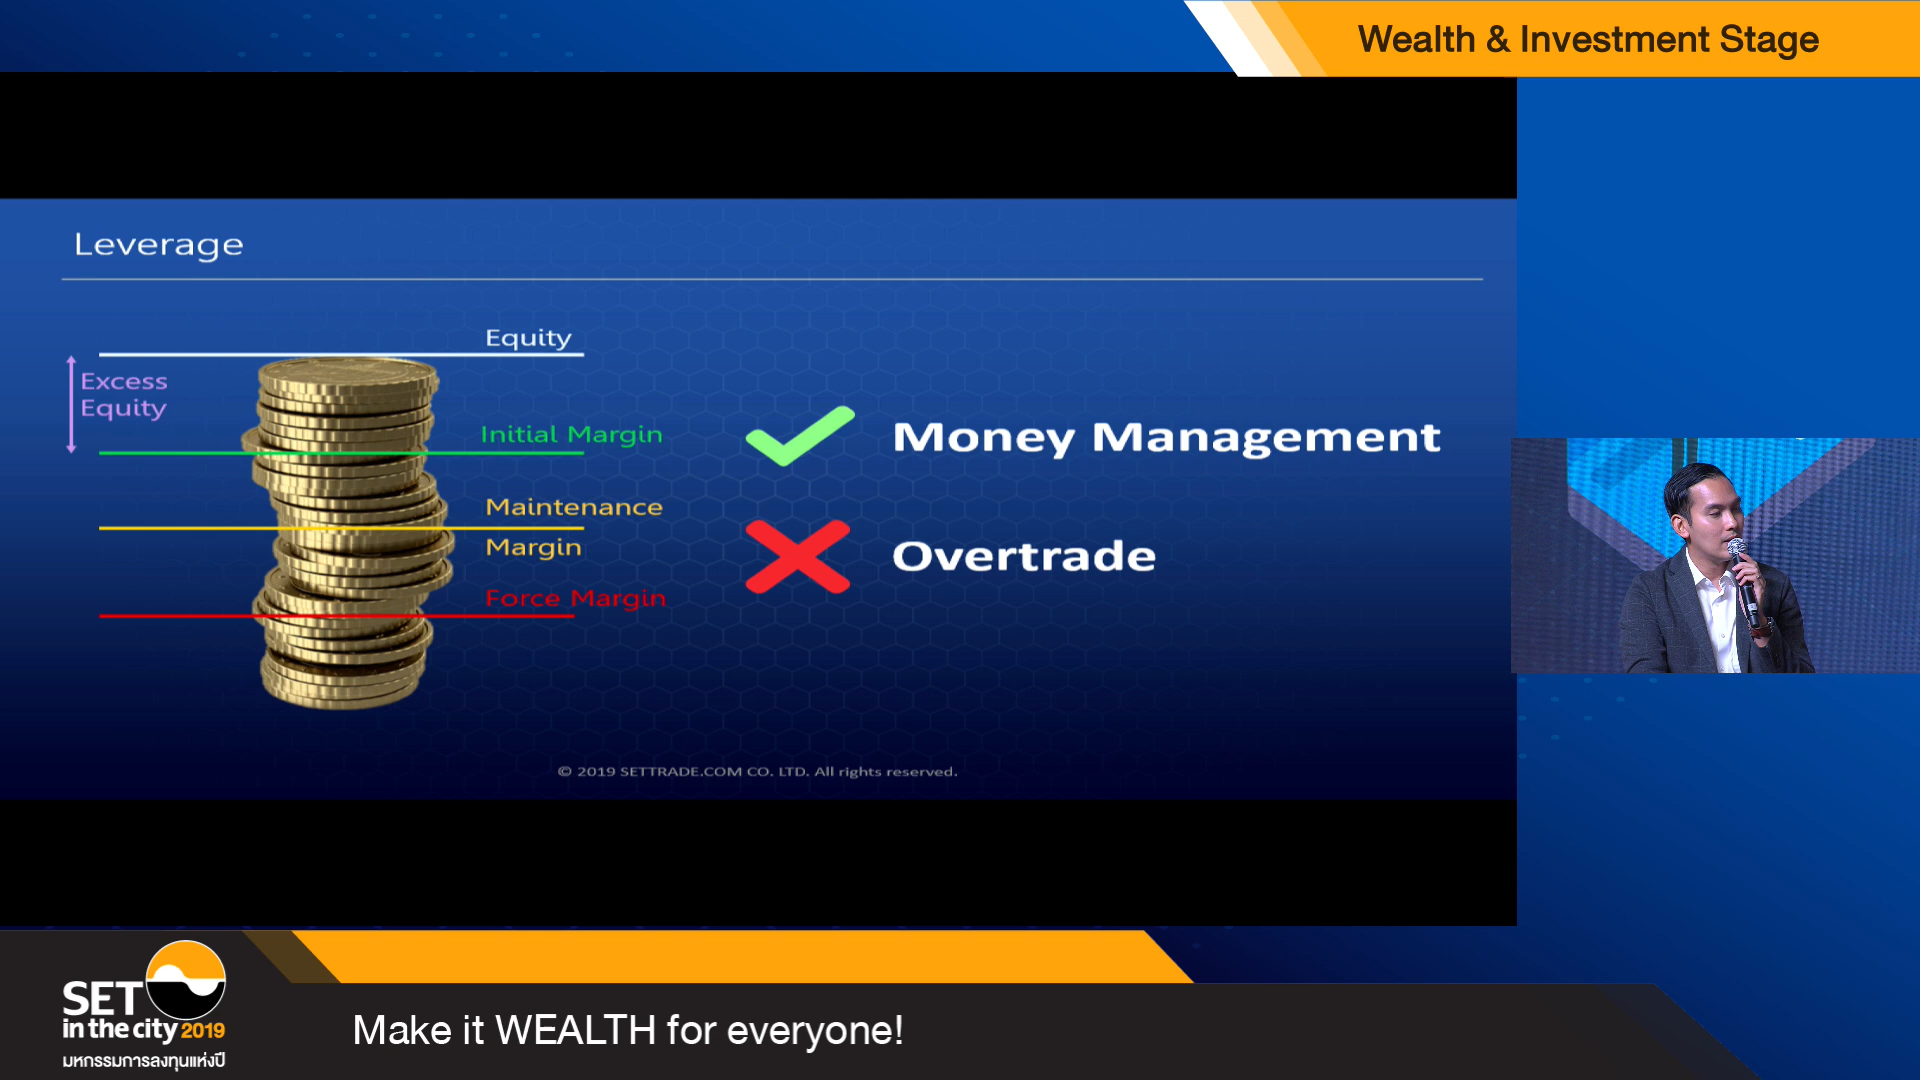 Wealth & Investment Stage
Leverage
Equity
Excess
Equity
Initial Margin
Maintenance
Margin
Force Margin
Money Management
Overtrade
© 2019 SETTRADE.COM CO. LTD. All rights reserved.
SET
in the city 2019
มหกรรมการลงทุนแห่งปี
Make it WEALTH for everyone!